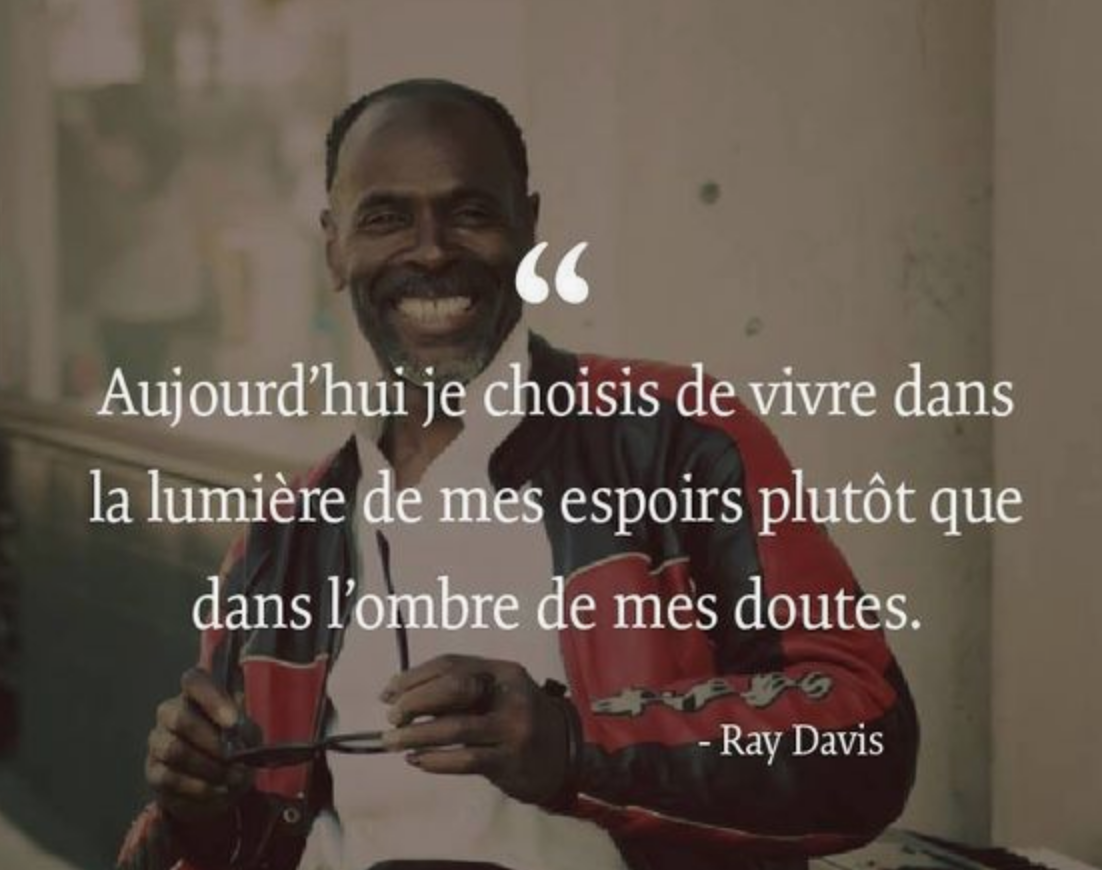 “
Aujourd’hui je choisis de vivre dans
la lumière de mes espoirs plutôt que
dans l’ombre de mes doutes.
- Ray Davis